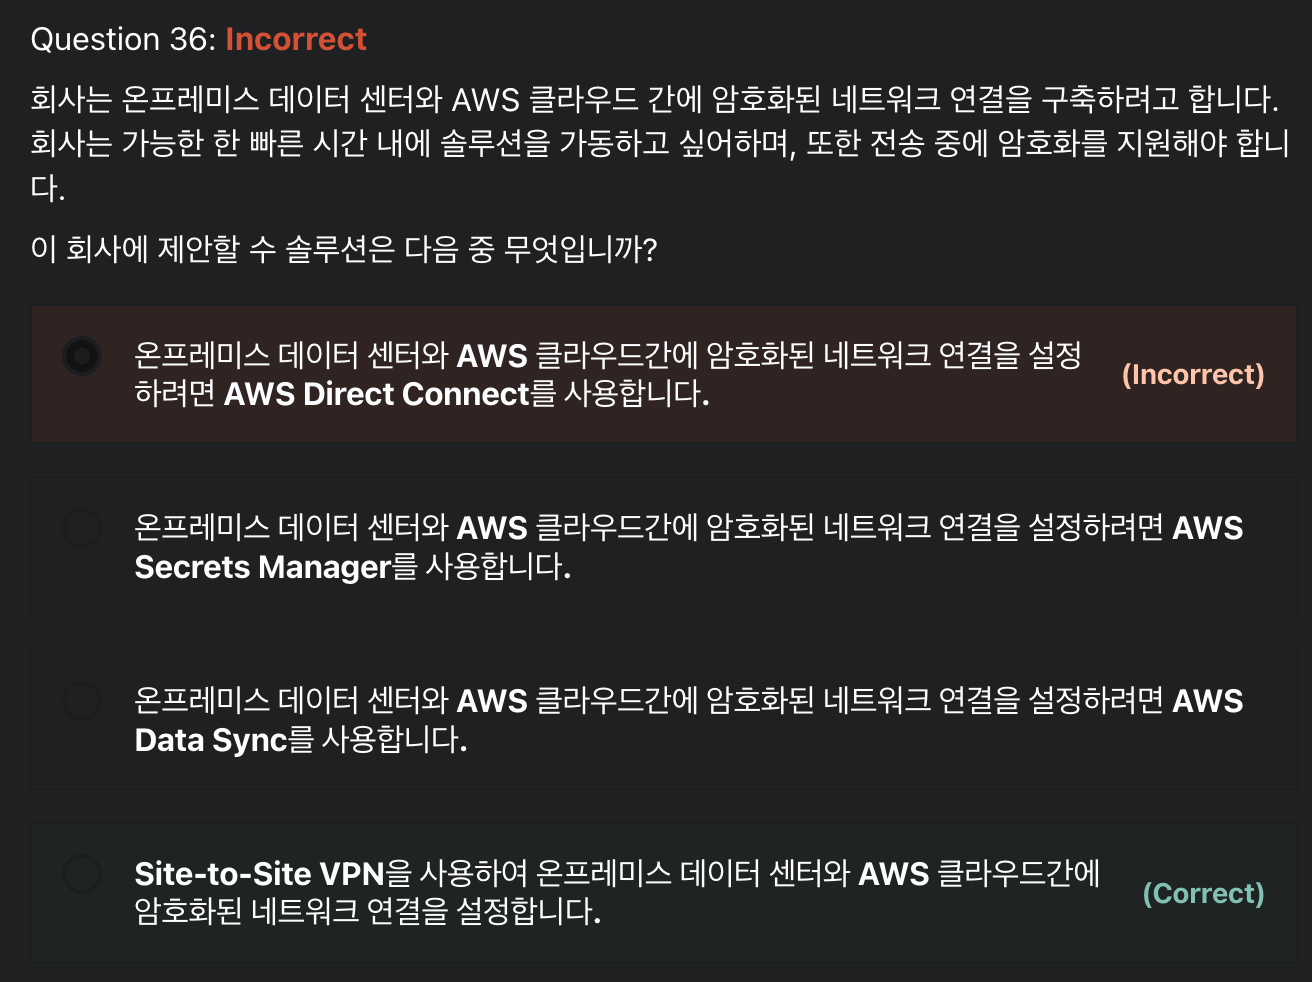 Question 36: Incorrect
회사는 온프레미스 데이터 센터와 AWS 클라우드 간에 암호화된 네트워크 연결을 구축하려고 합니다.
회사는 가능한 한 빠른 시간 내에 솔루션을 가동하고 싶어하며, 또한 전송 중에 암호화를 지원해야 합니
다.
이 회사에 제안할 수 솔루션은 다음 중 무엇입니까?
온프레미스 데이터 센터와 AWS 클라우드간에 암호화된 네트워크 연결을 설정
하려면 AWS Direct Connect를 사용합니다.
(Incorrect)
온프레미스 데이터 센터와 AWS 클라우드간에 암호화된 네트워크 연결을 설정하려면 AWS
Secrets Manager를 사용합니다.
온프레미스 데이터 센터와 AWS 클라우드간에 암호화된 네트워크 연결을 설정하려면 AWS
Data Sync를 사용합니다.
Site-to-Site VPN을 사용하여 온프레미스 데이터 센터와 AWS 클라우드간에
암호화된 네트워크 연결을 설정합니다.
(Correct)